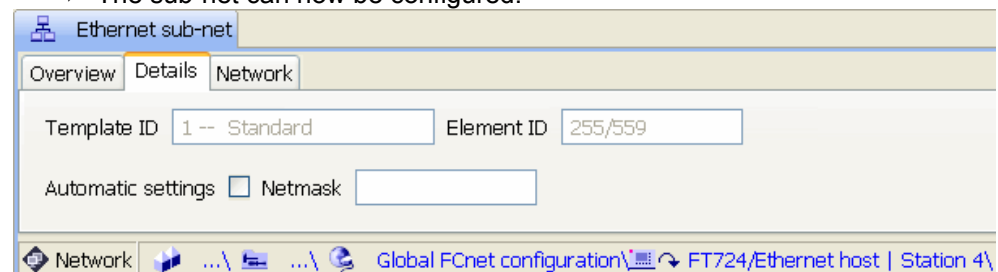 The sub-net can now be configured.
Ethernet sub-net
Overview Details Network
Template ID 1 -- Standard Element ID 255/559
Automatic settings Netmask
Network ...\ ...\ Global FCnet configuration\ FT724/Ethernet host | Station 4\